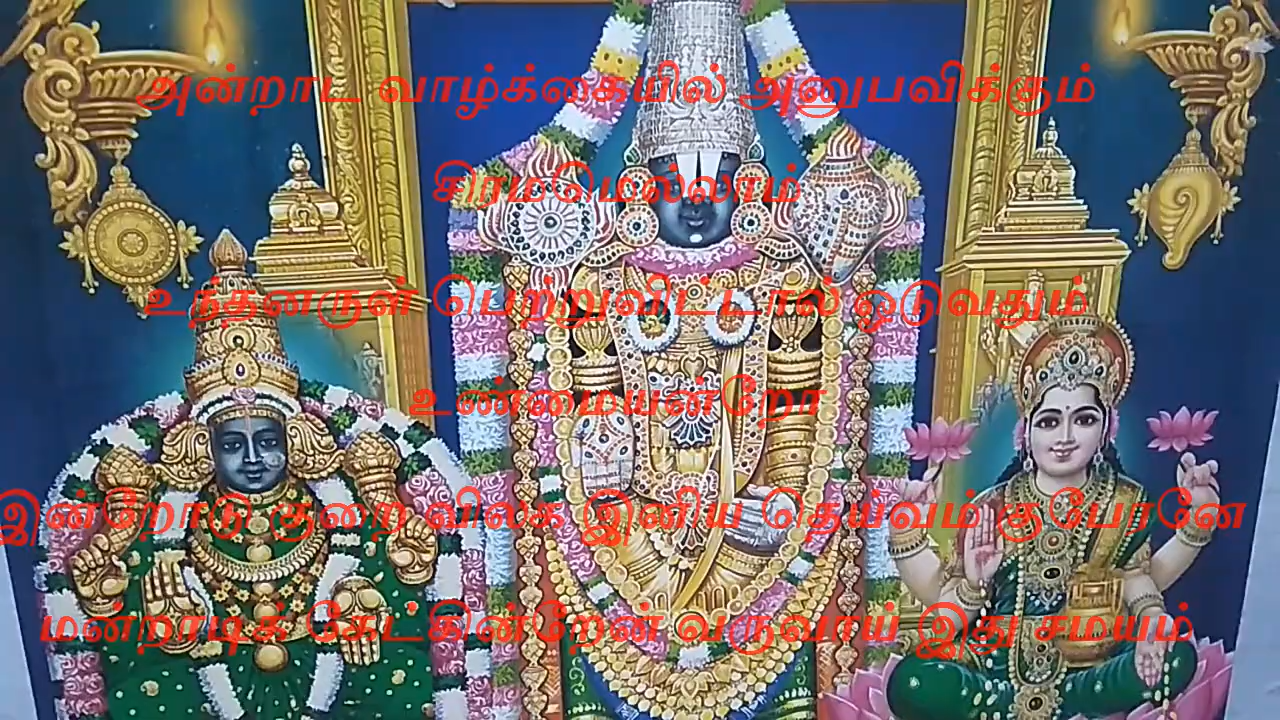 அன்றாட வாழ்க்கையில் அனுபவிக்கும்
சிரமமெல்லாம்
உந்தனருள் பெற்றுவிட்டால் ஓடுவதும்
உண்மையன்றோ
இன்றோடு குறை விலக இனிய தெய்வம் குபேரனே
மன்றாடிக் கேட்கின்றேன் வருவாய் இது சமயம்